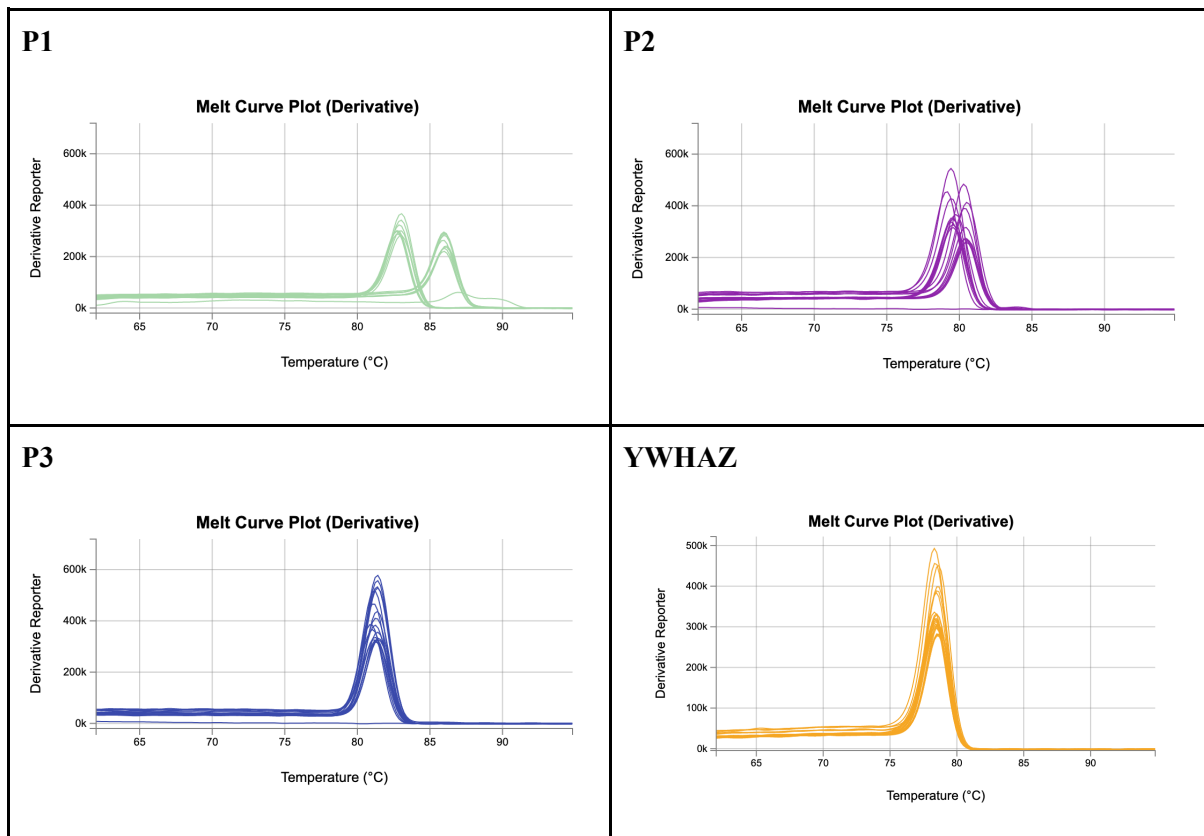 P1
Melt Curve Plot (Derivative)
Derivative Reporter
600k
400k
200k
0k
65 70 75 80 85 90
Temperature (°C)
P2
Melt Curve Plot (Derivative)
Derivative Reporter
600k
400k
200k
0k
65 70 75 80 85 90
Temperature (°C)
P3
Melt Curve Plot (Derivative)
Derivative Reporter
600k
400k
200k
0k
65 70 75 80 85 90
Temperature (°C)
YWHAZ
Melt Curve Plot (Derivative)
Derivative Reporter
500k
400k
300k
200k
100k
0k
65 70 75 80 85 90
Temperature (°C)